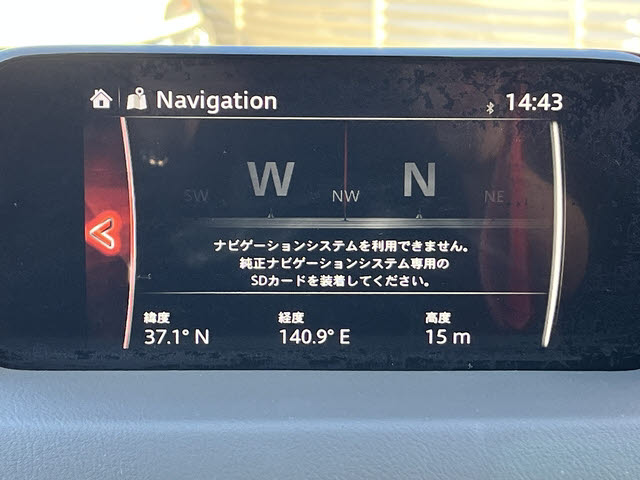 Navigation 14:43
SW W NW N NE
ナビゲーションシステムを利用できません。
純正ナビゲーションシステム専用の
SDカードを装着してください。
緯度 経度 高度
37.1° N 140.9° E 15 m